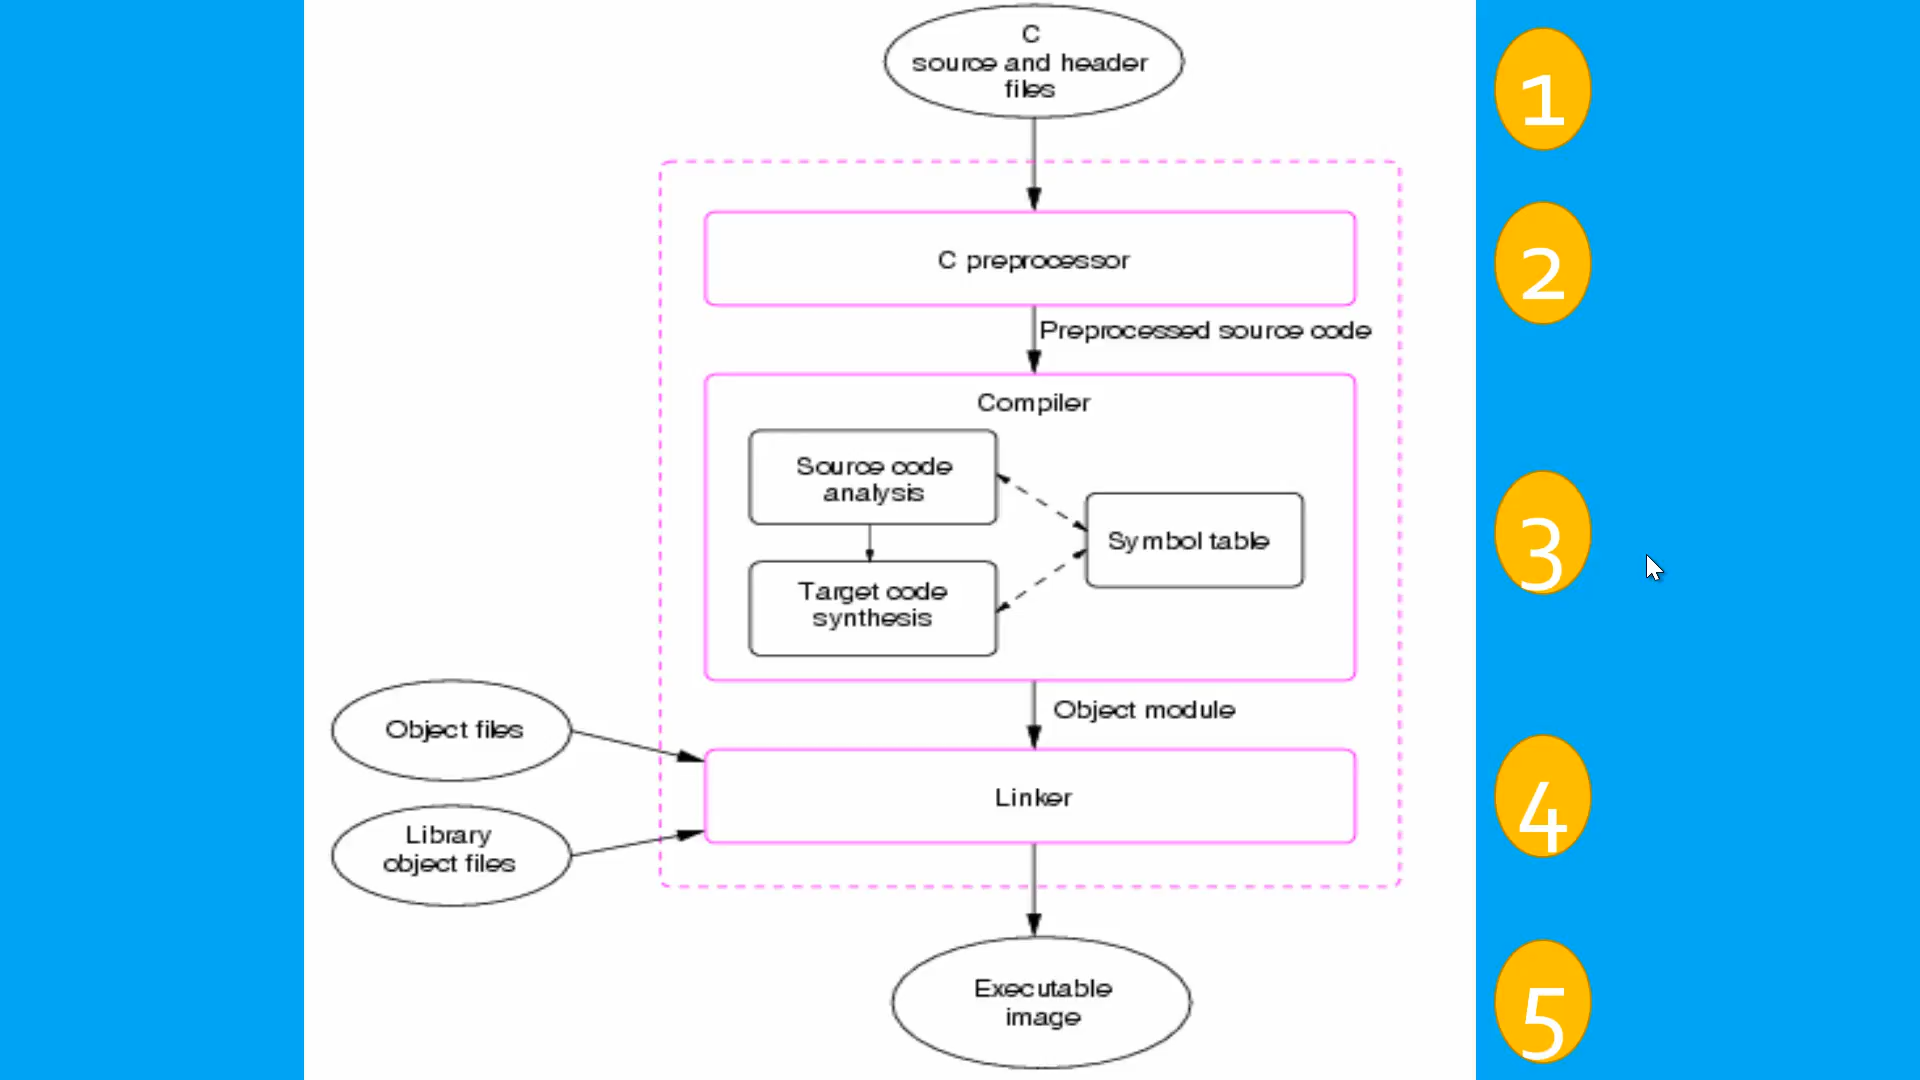 C
source and header
files
1
C preprocessor
2
Preprocessed source code
Compiler
Source code
analysis
Symbol table
Target code
synthesis
3
Object module
Object files
Linker
4
Library
object files
Executable
image
5